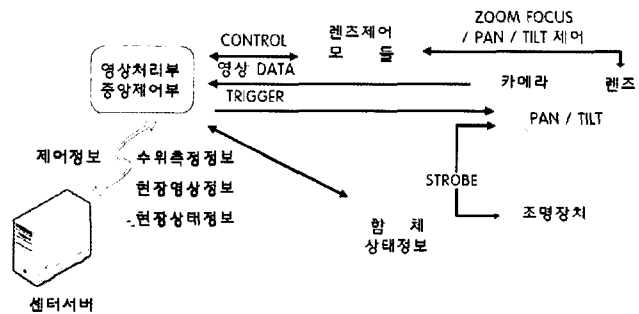 ZOOM FOCUS
/ PAN / TILT 제어
CONTROL
렌즈제어
모 듈
영상처리부
중앙제어부
영상 DATA
카메라
렌즈
TRIGGER
PAN / TILT
제어정보
수위측정정보
현장영상정보
현장상태정보
STROBE
조명장치
함 체
상태정보
센터서버